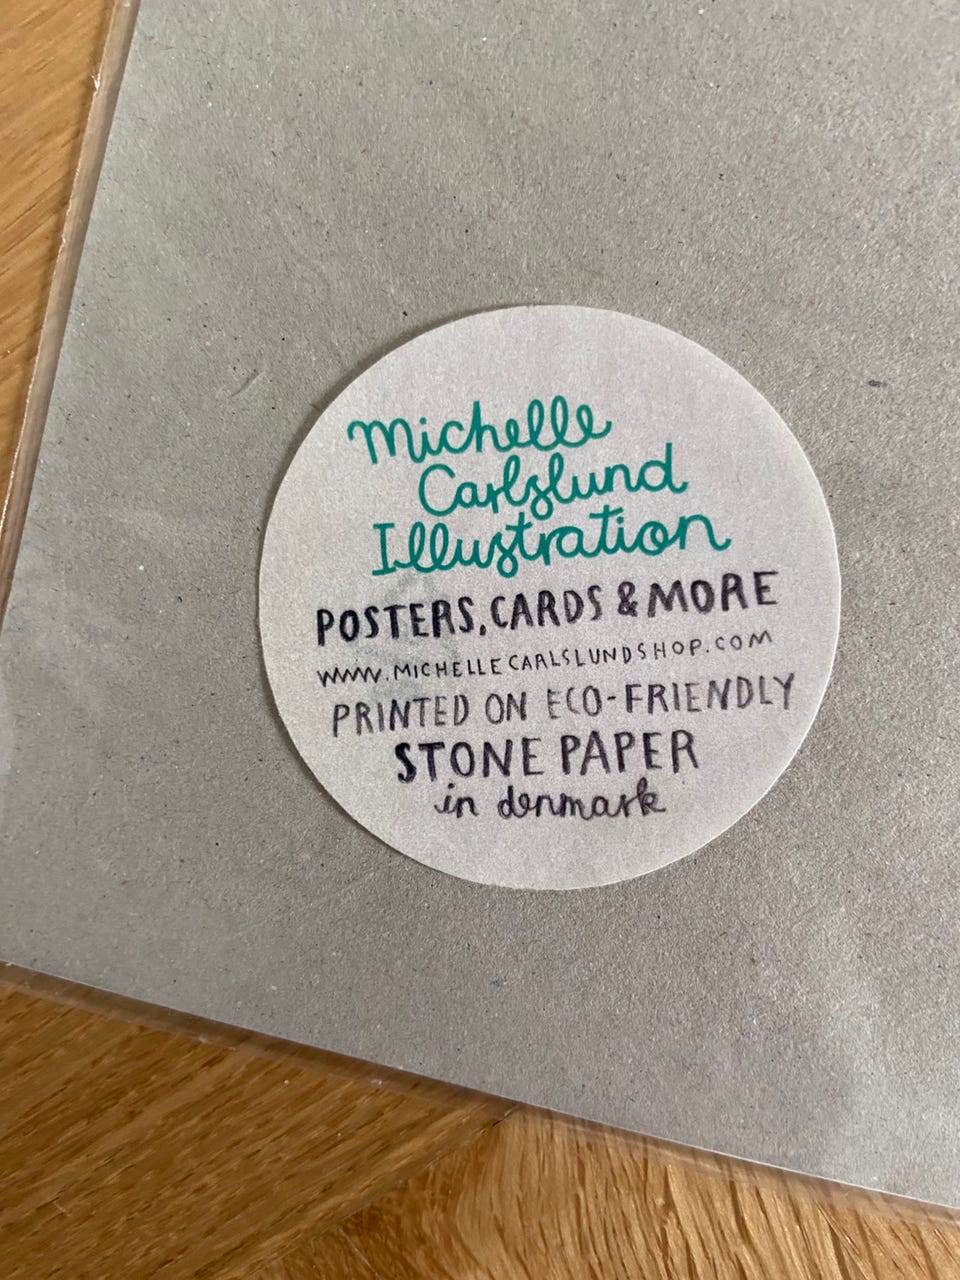 Michelle
Carlslund
Illustration
POSTERS, CARDS & MORE
WWW.MICHELLECARLSLUNDSHOP.COM
PRINTED ON ECO-FRIENDLY
STONE PAPER
in denmark